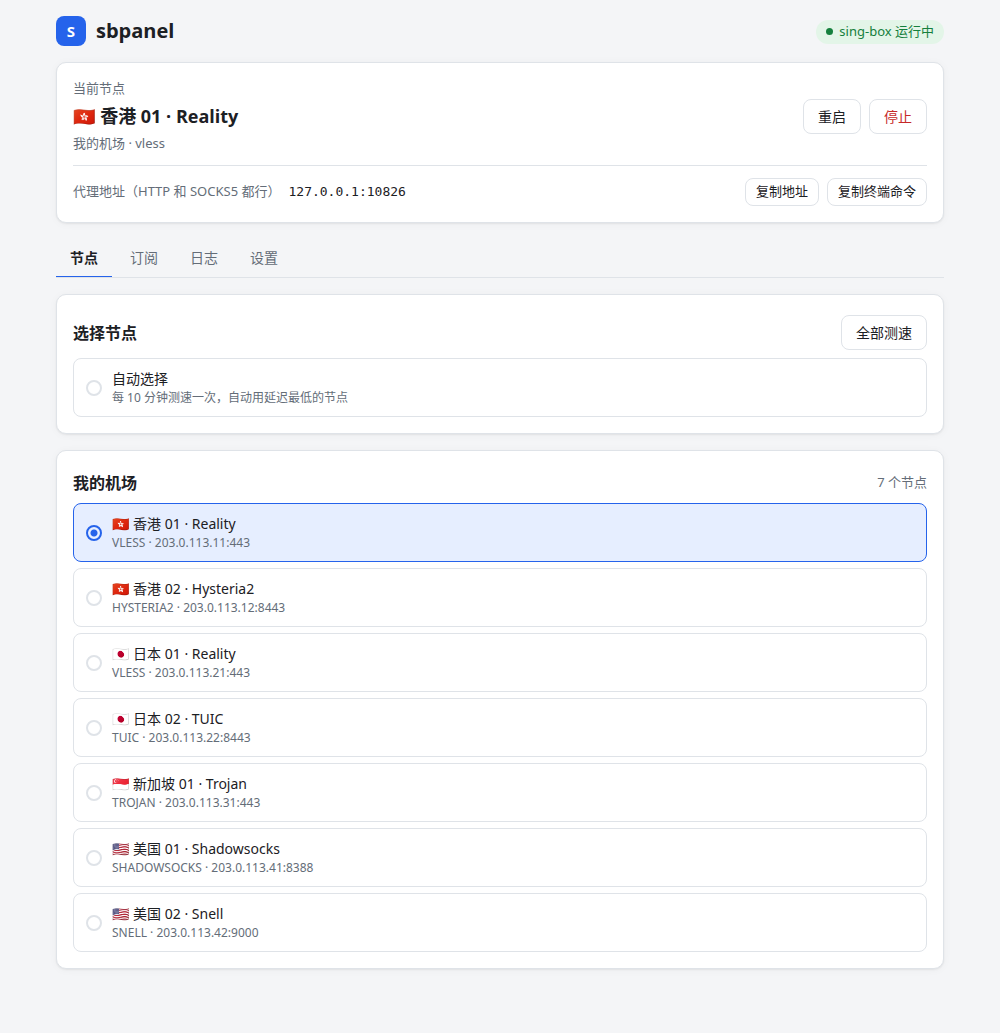 S sbpanel
sing-box 运行中
当前节点
🇭🇰 香港 01 · Reality
我的机场 · vless
重启
停止
代理地址（HTTP 和 SOCKS5 都行） 127.0.0.1:10826
复制地址
复制终端命令
节点
订阅
日志
设置
选择节点
全部测速
自动选择
每 10 分钟测速一次，自动用延迟最低的节点
我的机场
7 个节点
🇭🇰 香港 01 · Reality
VLESS · 203.0.113.11:443
🇭🇰 香港 02 · Hysteria2
HYSTERIA2 · 203.0.113.12:8443
🇯🇵 日本 01 · Reality
VLESS · 203.0.113.21:443
🇯🇵 日本 02 · TUIC
TUIC · 203.0.113.22:8443
🇸🇬 新加坡 01 · Trojan
TROJAN · 203.0.113.31:443
🇺🇸 美国 01 · Shadowsocks
SHADOWSOCKS · 203.0.113.41:8388
🇺🇸 美国 02 · Snell
SNELL · 203.0.113.42:9000